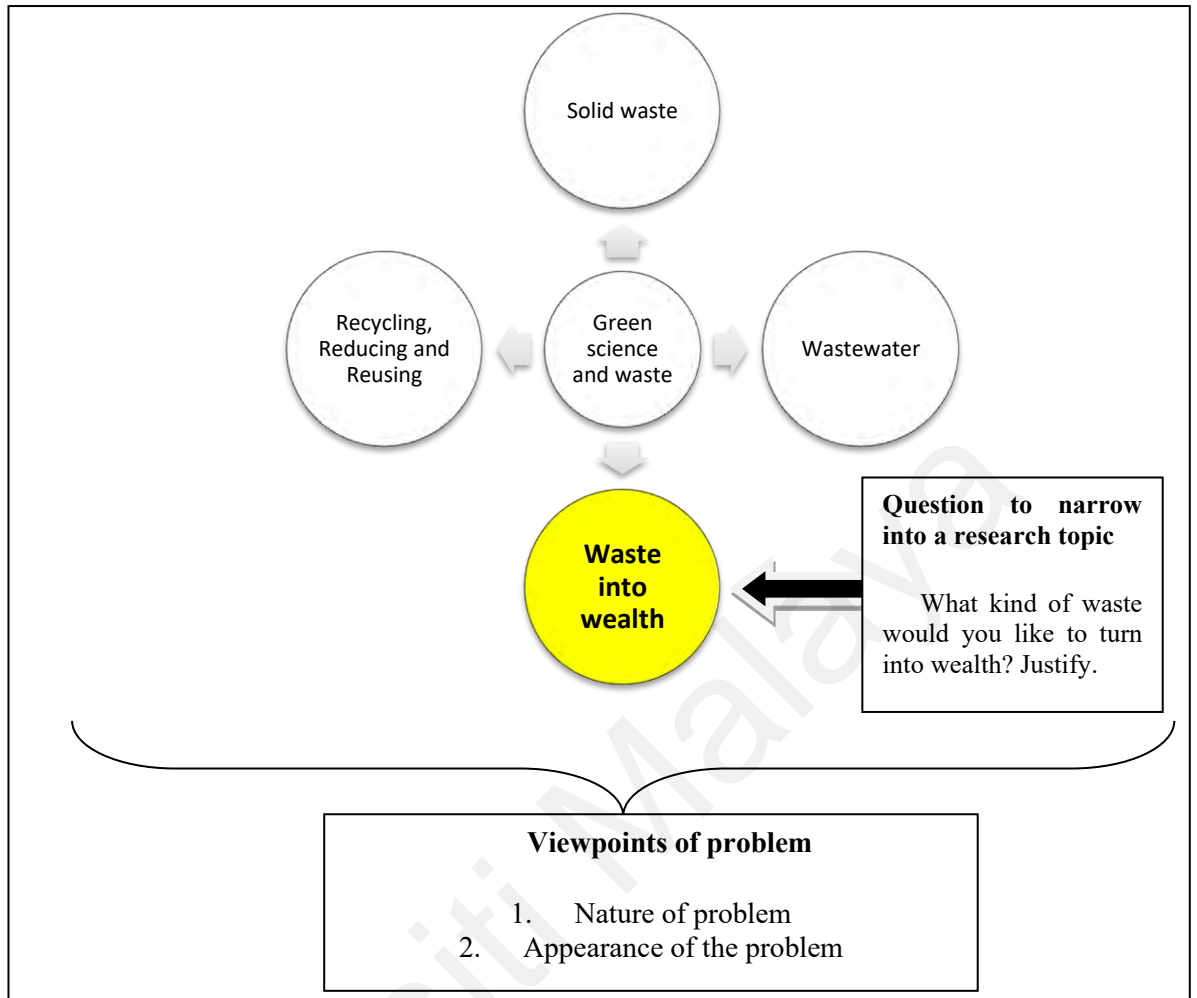 Solid waste
Recycling,
Reducing and
Reusing
Green
science
and waste
Wastewater
Waste
into
wealth
Question to narrow
into a research topic
What kind of waste
would you like to turn
into wealth? Justify.
Viewpoints of problem
1. Nature of problem
2. Appearance of the problem
siti Malaya